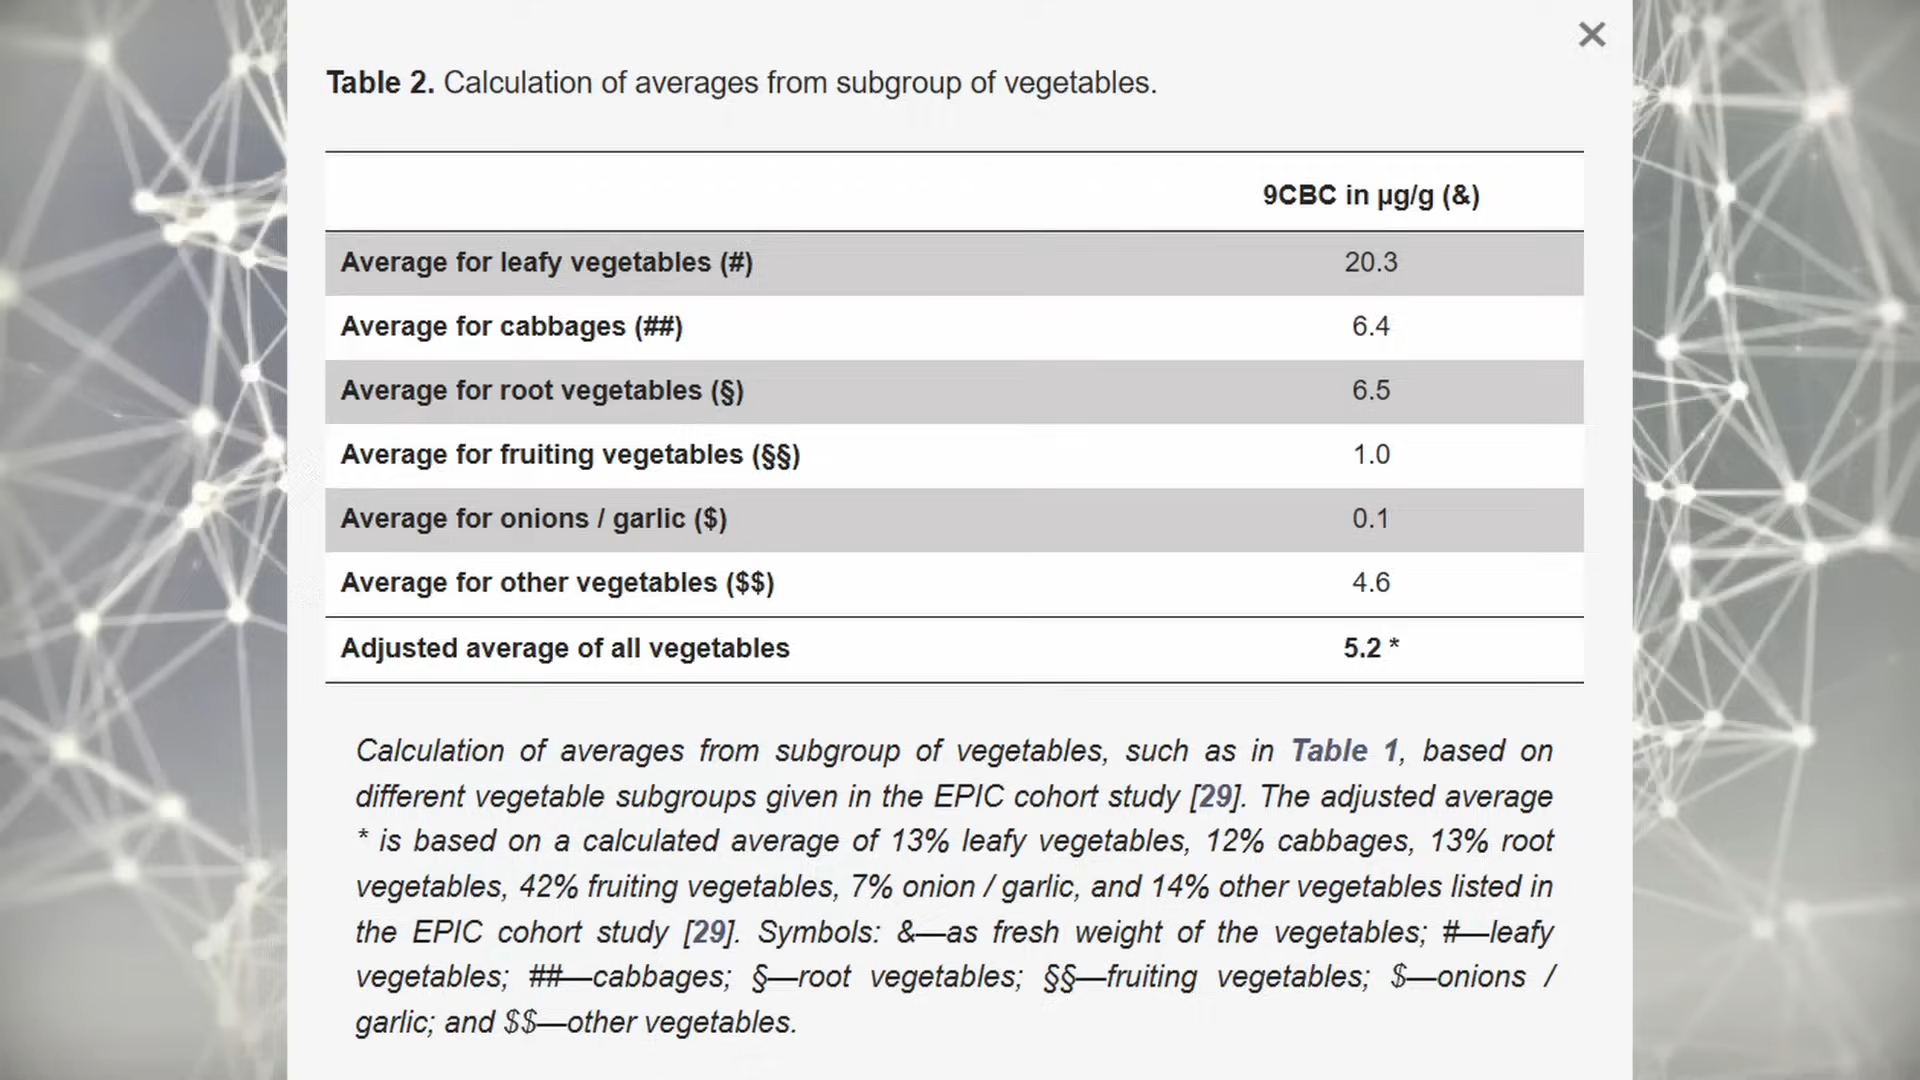 Table 2. Calculation of averages from subgroup of vegetables.
9CBC in µg/g (&)
Average for leafy vegetables (#) 20.3
Average for cabbages (##) 6.4
Average for root vegetables (§) 6.5
Average for fruiting vegetables (§§) 1.0
Average for onions / garlic ($) 0.1
Average for other vegetables ($$) 4.6
Adjusted average of all vegetables 5.2 *
Calculation of averages from subgroup of vegetables, such as in Table 1, based on
different vegetable subgroups given in the EPIC cohort study [29]. The adjusted average
* is based on a calculated average of 13% leafy vegetables, 12% cabbages, 13% root
vegetables, 42% fruiting vegetables, 7% onion / garlic, and 14% other vegetables listed in
the EPIC cohort study [29]. Symbols: &—as fresh weight of the vegetables; #—leafy
vegetables; ##—cabbages; §—root vegetables; §§—fruiting vegetables; $—onions /
garlic; and $$—other vegetables.